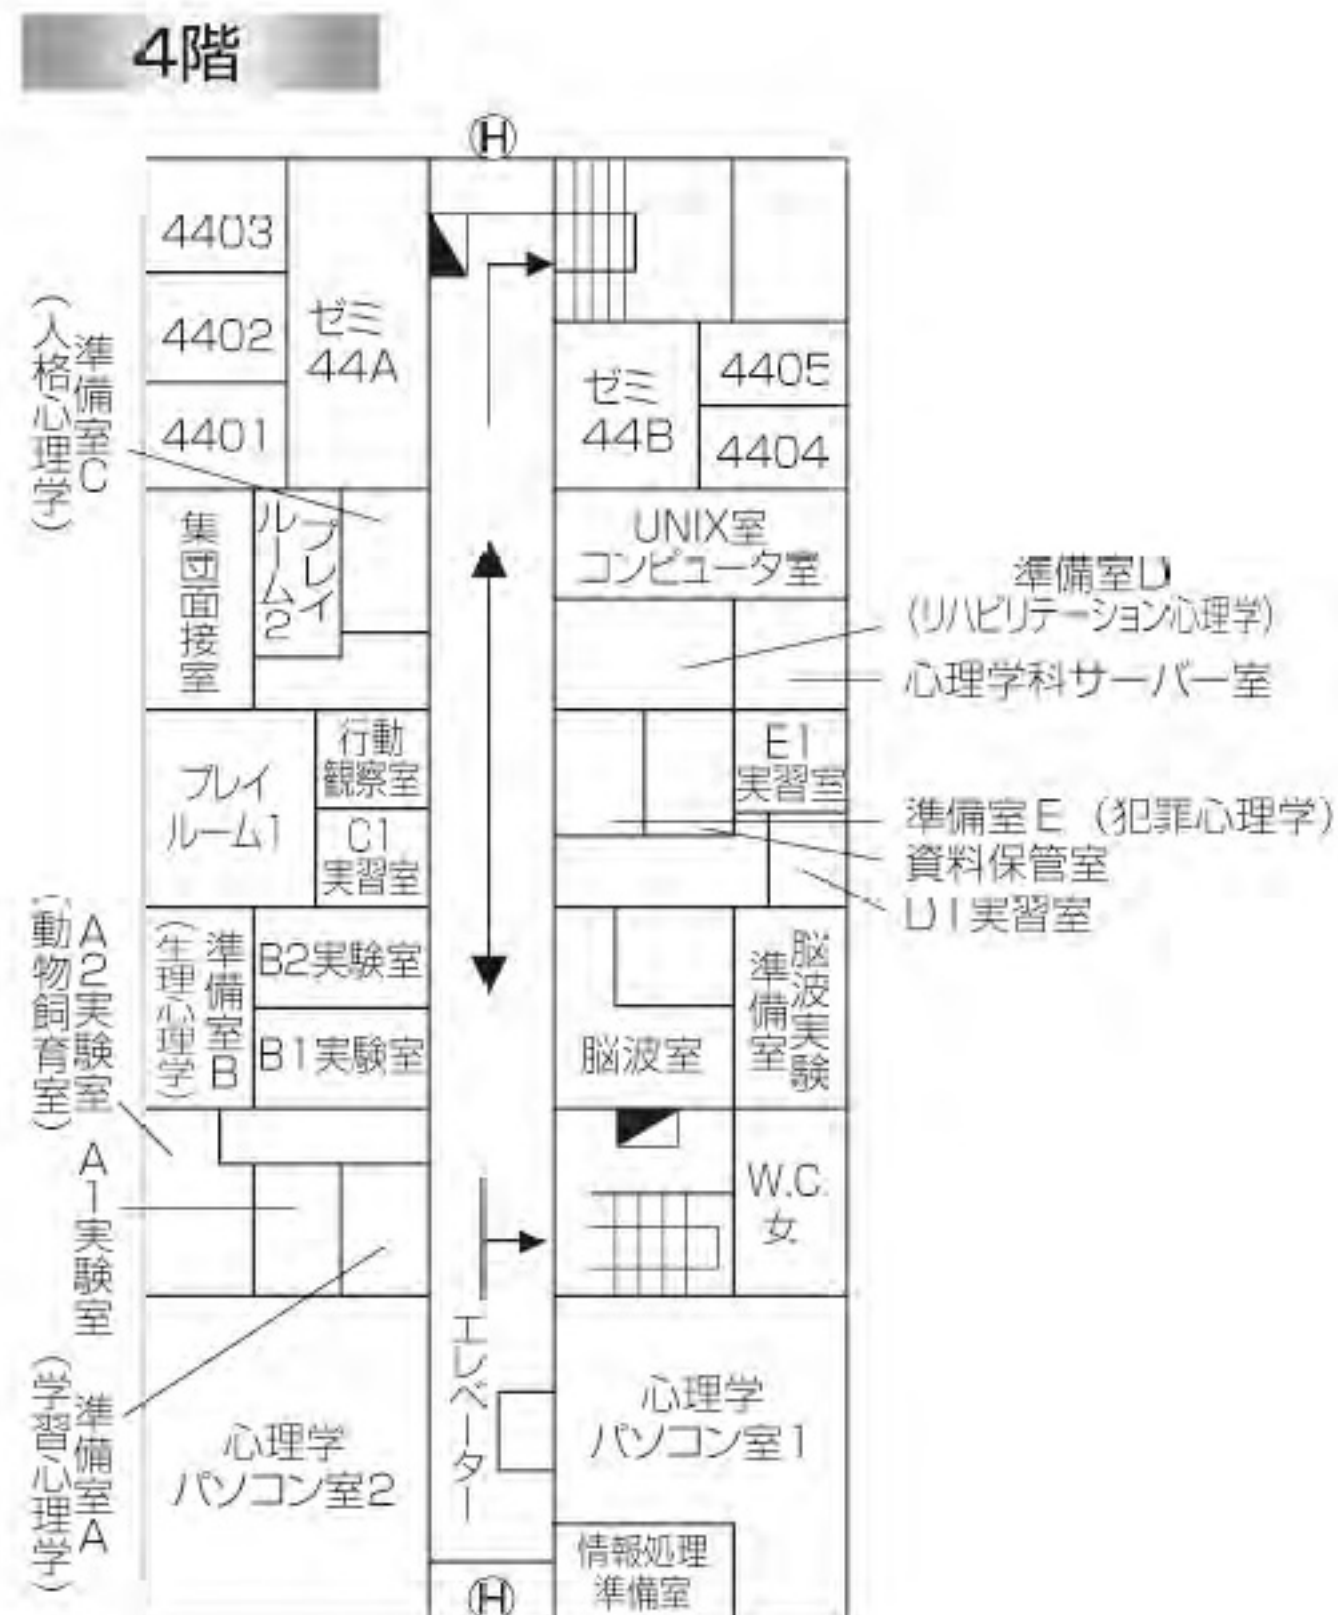 4階
Ⓗ
4403
4402
4401
ゼミ
44A
ゼミ
44B
4405
4404
準備室C
(人格心理学)
集団面接室
プレイ
ルーム2
UNIX室
コンピュータ室
準備室D
(リハビリテーション心理学)
心理学科サーバー室
プレイ
ルーム1
行動
観察室
C1
実習室
E1
実習室
準備室E(犯罪心理学)
資料保管室
D1実習室
A2実験室
(動物飼育室)
準備室B
(生理心理学)
B2実験室
B1実験室
脳波室
脳波実験
準備室
A1実験室
W.C.
女
準備室A
(学習心理学)
エレベーター
心理学
パソコン室2
心理学
パソコン室1
情報処理
準備室
Ⓗ